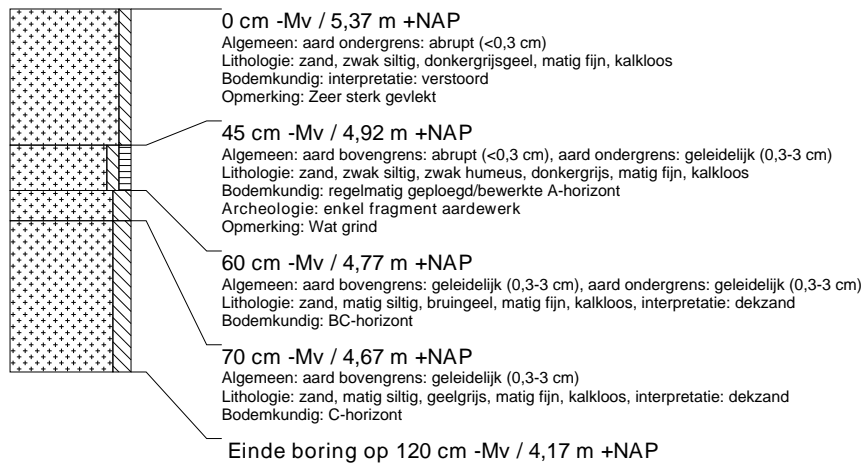 0 cm -Mv / 5,37 m +NAP
Algemeen: aard ondergrens: abrupt (<0,3 cm)
Lithologie: zand, zwak siltig, donkergrijsgeel, matig fijn, kalkloos
Bodemkundig: interpretatie: verstoord
Opmerking: Zeer sterk gevlekt
45 cm -Mv / 4,92 m +NAP
Algemeen: aard bovengrens: abrupt (<0,3 cm), aard ondergrens: geleidelijk (0,3-3 cm)
Lithologie: zand, zwak siltig, zwak humeus, donkergrijs, matig fijn, kalkloos
Bodemkundig: regelmatig geploegd/bewerkte A-horizont
Archeologie: enkel fragment aardewerk
Opmerking: Wat grind
60 cm -Mv / 4,77 m +NAP
Algemeen: aard bovengrens: geleidelijk (0,3-3 cm), aard ondergrens: geleidelijk (0,3-3 cm)
Lithologie: zand, matig siltig, bruingeel, matig fijn, kalkloos, interpretatie: dekzand
Bodemkundig: BC-horizont
70 cm -Mv / 4,67 m +NAP
Algemeen: aard bovengrens: geleidelijk (0,3-3 cm)
Lithologie: zand, matig siltig, geelgrijs, matig fijn, kalkloos, interpretatie: dekzand
Bodemkundig: C-horizont
Einde boring op 120 cm -Mv / 4,17 m +NAP